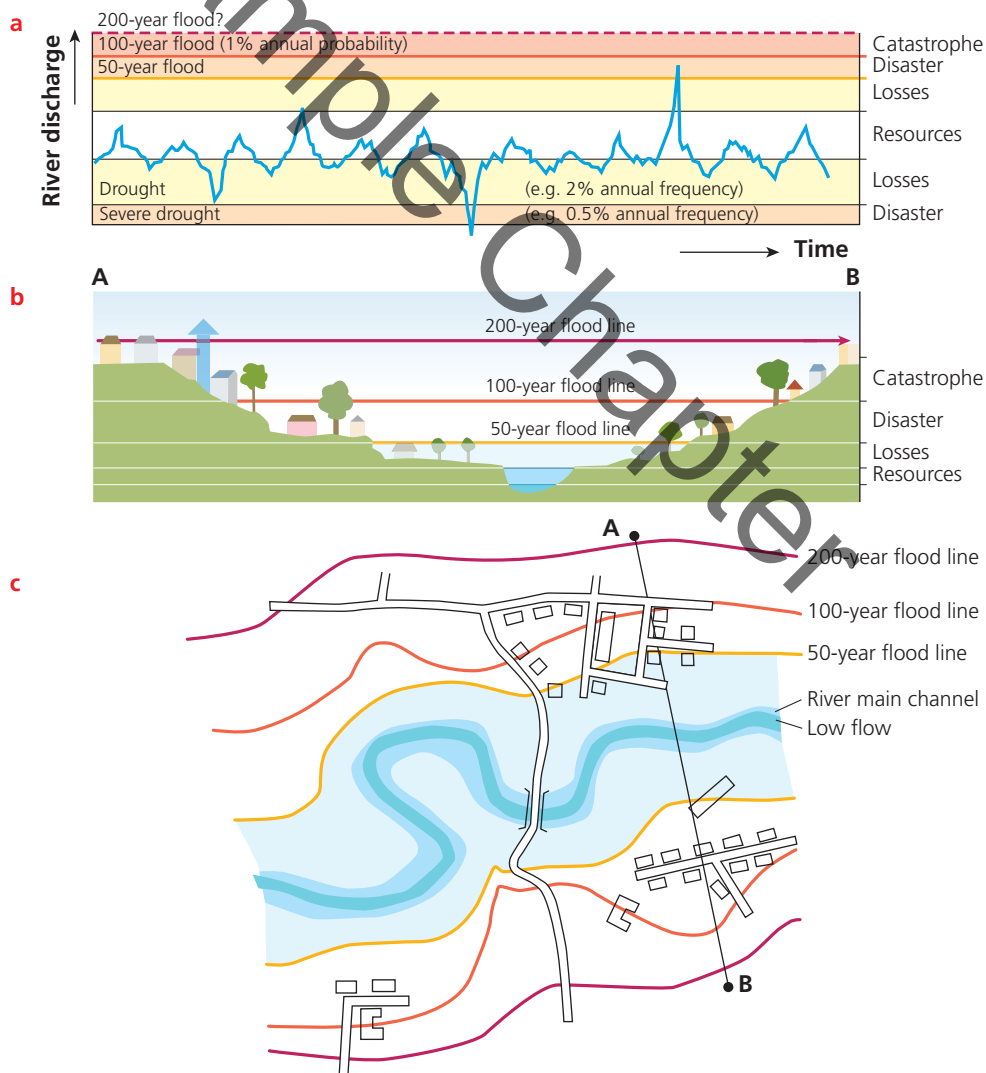 a
200-year flood?
100-year flood (1% annual probability)
50-year flood
River discharge
Catastrophe
Disaster
Losses
Resources
Losses
Disaster
Drought (e.g. 2% annual frequency)
Severe drought (e.g. 0.5% annual frequency)
Time
b
A B
200-year flood line
100-year flood line
50-year flood line
Catastrophe
Disaster
Losses
Resources
c
A
200-year flood line
100-year flood line
50-year flood line
River main channel
Low flow
B
mple Chapter